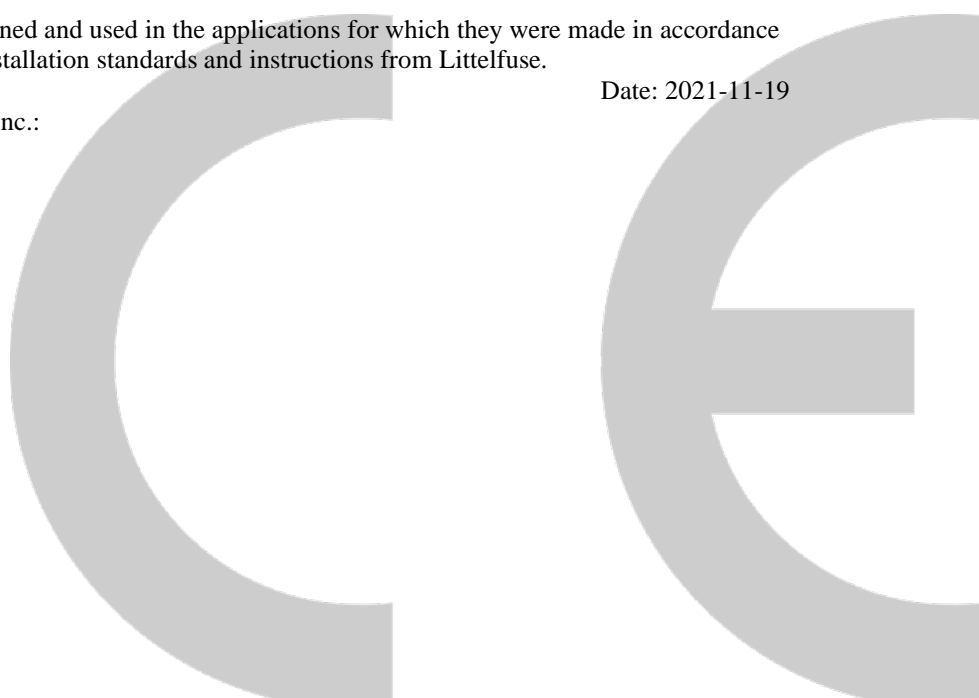 ned and used in the applications for which they were made in accordance
stallation standards and instructions from Littelfuse.
Date: 2021-11-19
nc.:
CE